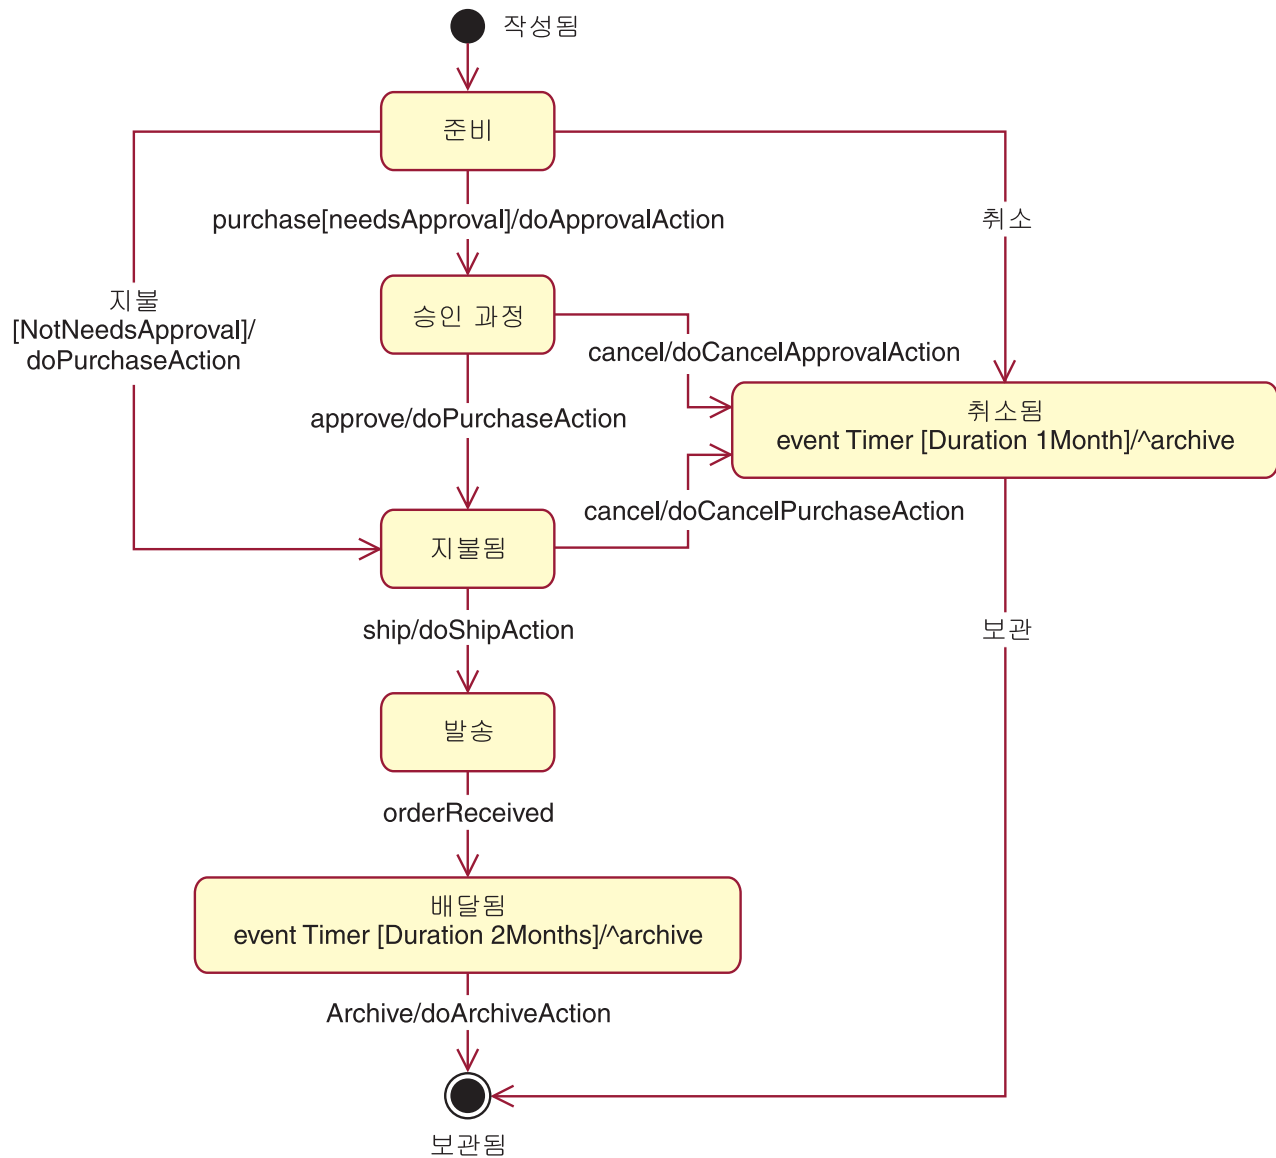 작성됨
준비
purchase[needsApproval]/doApprovalAction
취소
지불
[NotNeedsApproval]/
doPurchaseAction
승인 과정
cancel/doCancelApprovalAction
approve/doPurchaseAction
취소됨
event Timer [Duration 1Month]/^archive
cancel/doCancelPurchaseAction
지불됨
ship/doShipAction
보관
발송
orderReceived
배달됨
event Timer [Duration 2Months]/^archive
Archive/doArchiveAction
보관됨